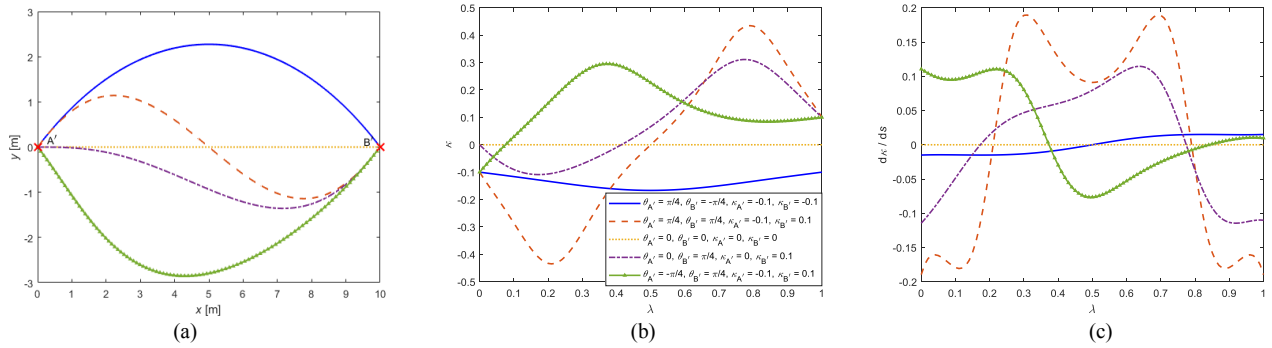 3
2
1
0
-1
-2
-3
y [m]
A′
B′
0 1 2 3 4 5 6 7 8 9 10
x [m]
(a)
0.5
0.4
0.3
0.2
0.1
0
-0.1
-0.2
-0.3
-0.4
-0.5
κ
θA′ = π/4, θB′ = -π/4, κA′ = -0.1, κB′ = -0.1
θA′ = π/4, θB′ = π/4, κA′ = -0.1, κB′ = 0.1
θA′ = 0, θB′ = 0, κA′ = 0, κB′ = 0
θA′ = 0, θB′ = π/4, κA′ = 0, κB′ = 0.1
θA′ = -π/4, θB′ = π/4, κA′ = -0.1, κB′ = 0.1
0 0.1 0.2 0.3 0.4 0.5 0.6 0.7 0.8 0.9 1
λ
(b)
0.2
0.15
0.1
0.05
0
-0.05
-0.1
-0.15
-0.2
dκ / ds
0 0.1 0.2 0.3 0.4 0.5 0.6 0.7 0.8 0.9 1
λ
(c)